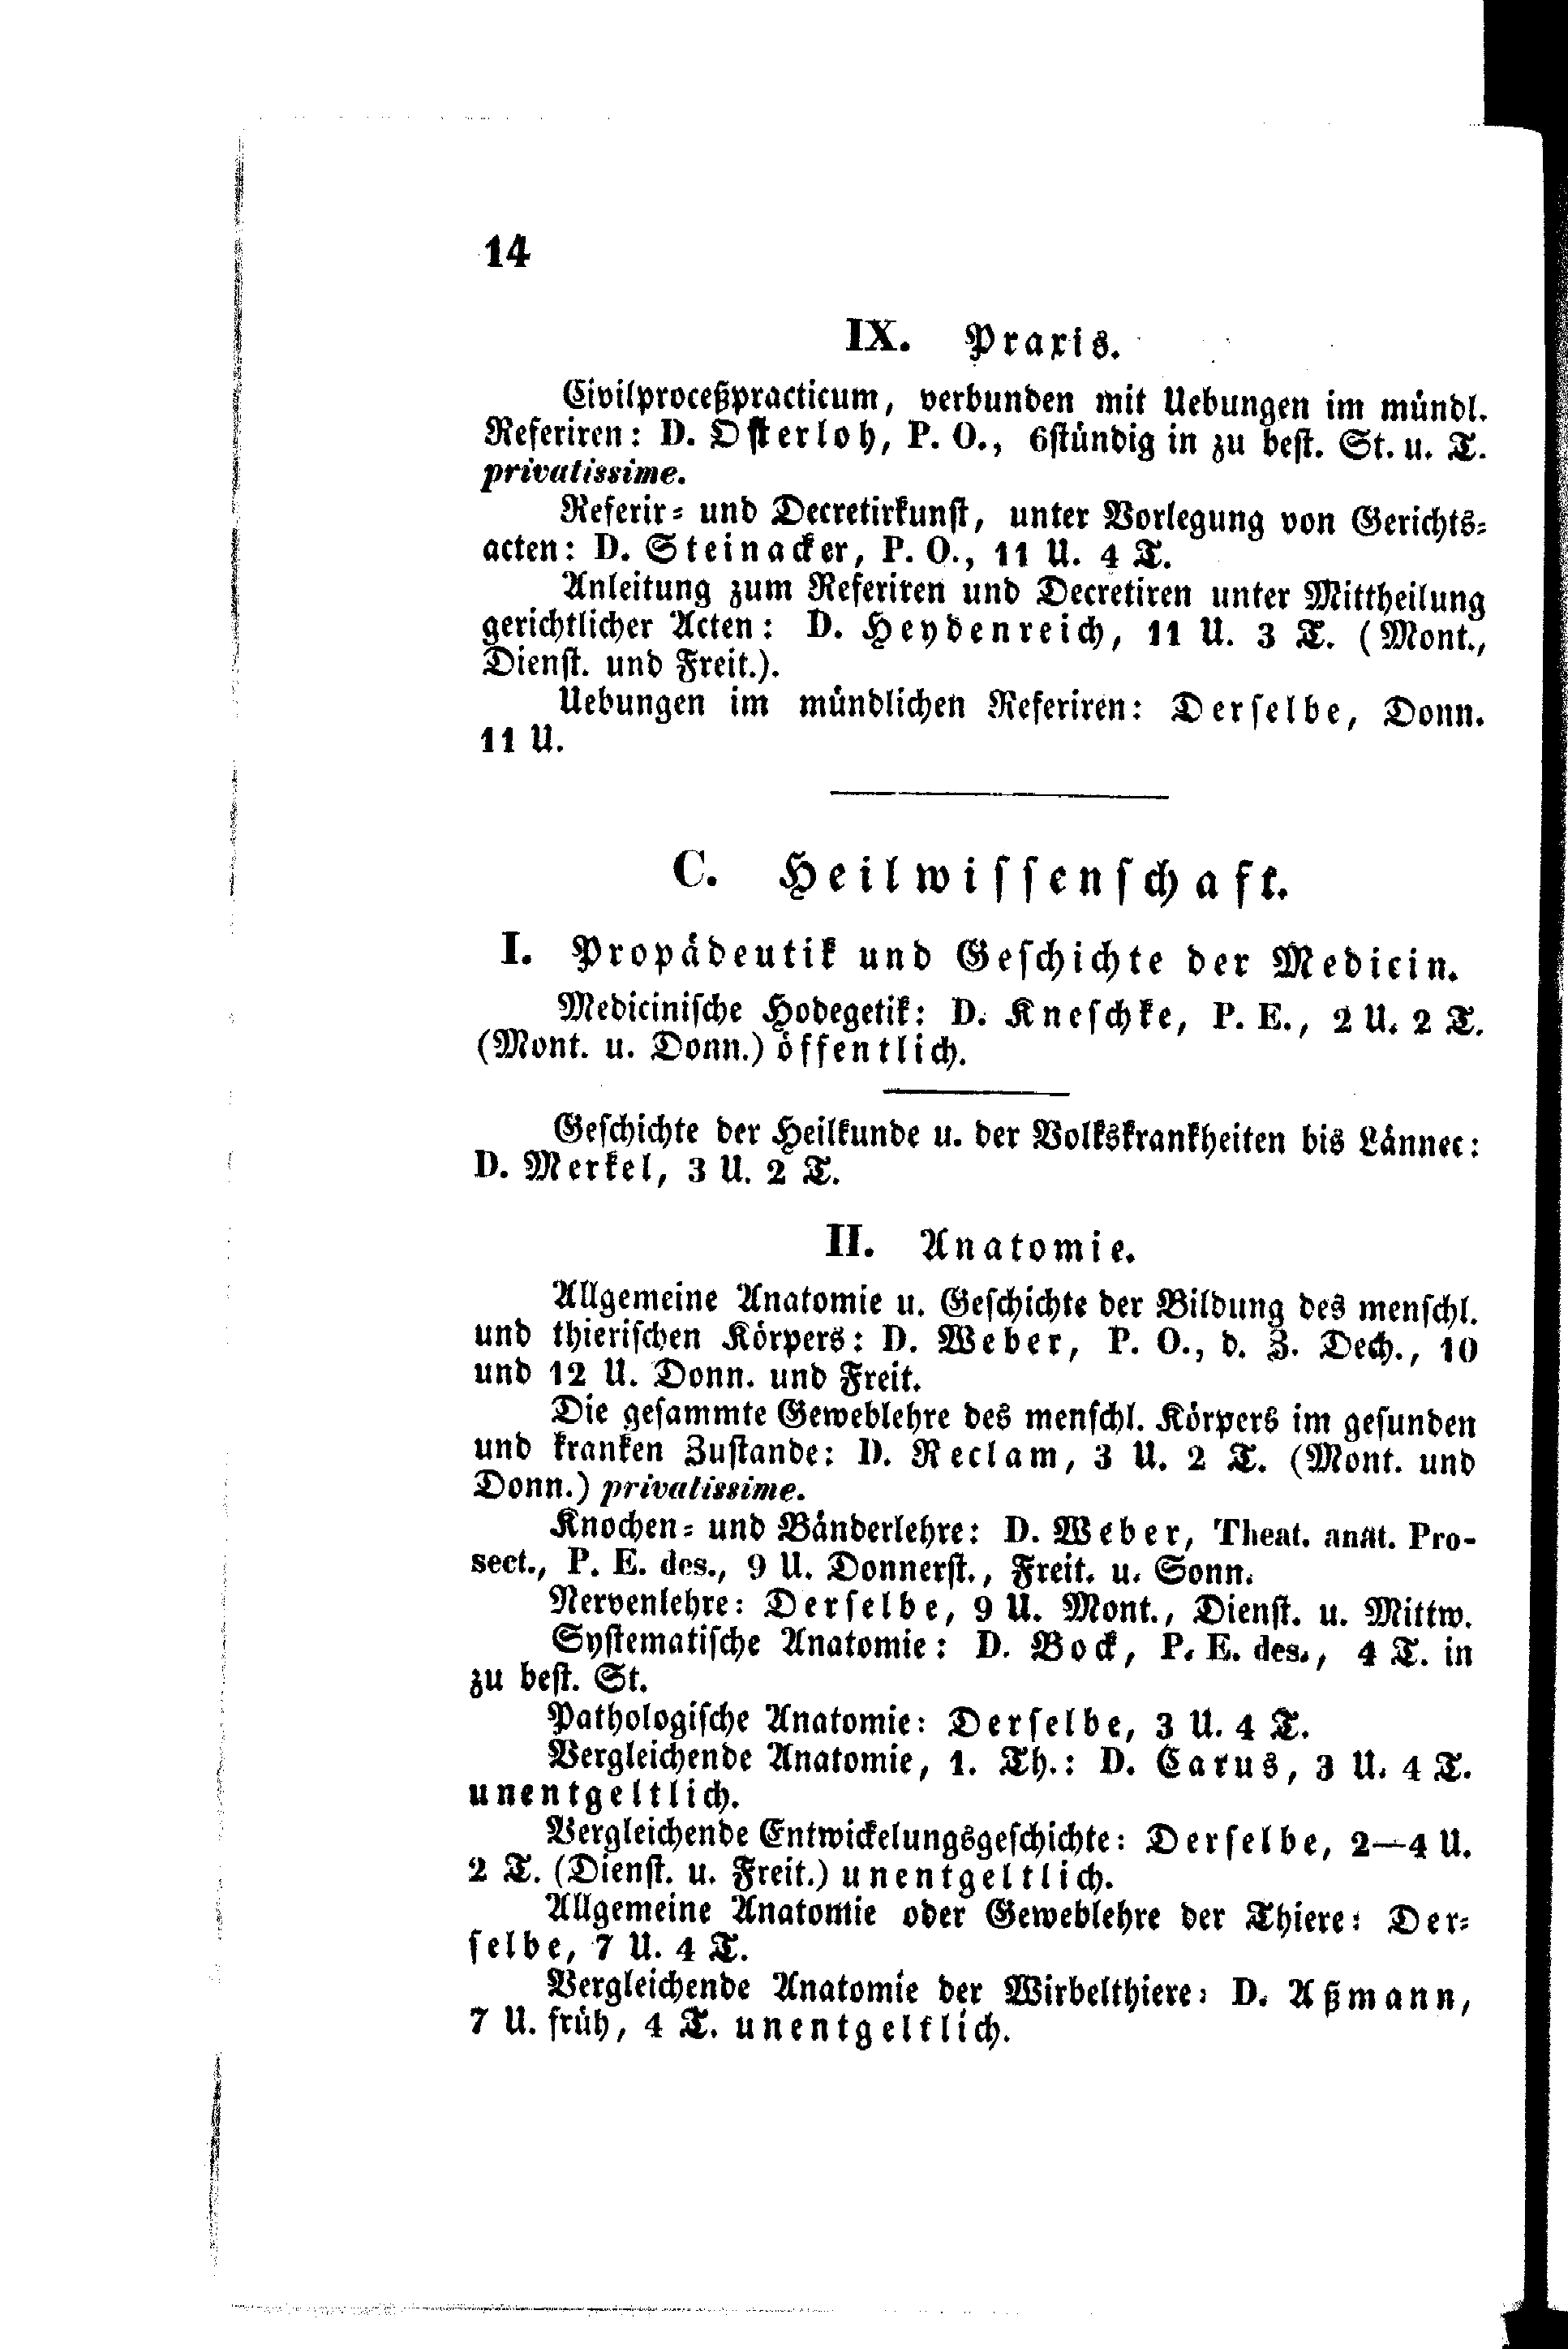 14
IX. Praxis.
Civilproceßpracticum, verbunden mit Uebungen im mündl.
Referiren: D. Osterloh, P. O., 6stündig in zu best. St. u. T.
privatissime.
Referir- und Decretirkunst, unter Vorlegung von Gerichts-
acten: D. Steinacker, P. O., 11 U. 4 T.
Anleitung zum Referiren und Decretiren unter Mittheilung
gerichtlicher Acten: D. Heydenreich, 11 U. 3 T. (Mont.,
Dienst. und Freit.).
Uebungen im mündlichen Referiren: Derselbe, Donn.
11 U.
C. Heilwissenschaft.
I. Propädeutik und Geschichte der Medicin.
Medicinische Hodegetik: D. Kneschke, P. E., 2 U. 2 T.
(Mont. u. Donn.) öffentlich.
Geschichte der Heilkunde u. der Volkskrankheiten bis Lännec:
D. Merkel, 3 U. 2 T.
II. Anatomie.
Allgemeine Anatomie u. Geschichte der Bildung des menschl.
und thierischen Körpers: D. Weber, P. O., d. Z. Dech., 10
und 12 U. Donn. und Freit.
Die gesammte Geweblehre des menschl. Körpers im gesunden
und kranken Zustande: D. Reclam, 3 U. 2 T. (Mont. und
Donn.) privatissime.
Knochen- und Bänderlehre: D. Weber, Theat. anat. Pro-
sect., P. E. des., 9 U. Donnerst., Freit. u. Sonn.
Nervenlehre: Derselbe, 9 U. Mont., Dienst. u. Mittw.
Systematische Anatomie: D. Bock, P. E. des., 4 T. in
zu best. St.
Pathologische Anatomie: Derselbe, 3 U. 4 T.
Vergleichende Anatomie, 1. Th.: D. Carus, 3 U. 4 T.
unentgeltlich.
Vergleichende Entwickelungsgeschichte: Derselbe, 2—4 U.
2 T. (Dienst. u. Freit.) unentgeltlich.
Allgemeine Anatomie oder Geweblehre der Thiere: Der-
selbe, 7 U. 4 T.
Vergleichende Anatomie der Wirbelthiere: D. Aßmann,
7 U. früh, 4 T. unentgeltlich.